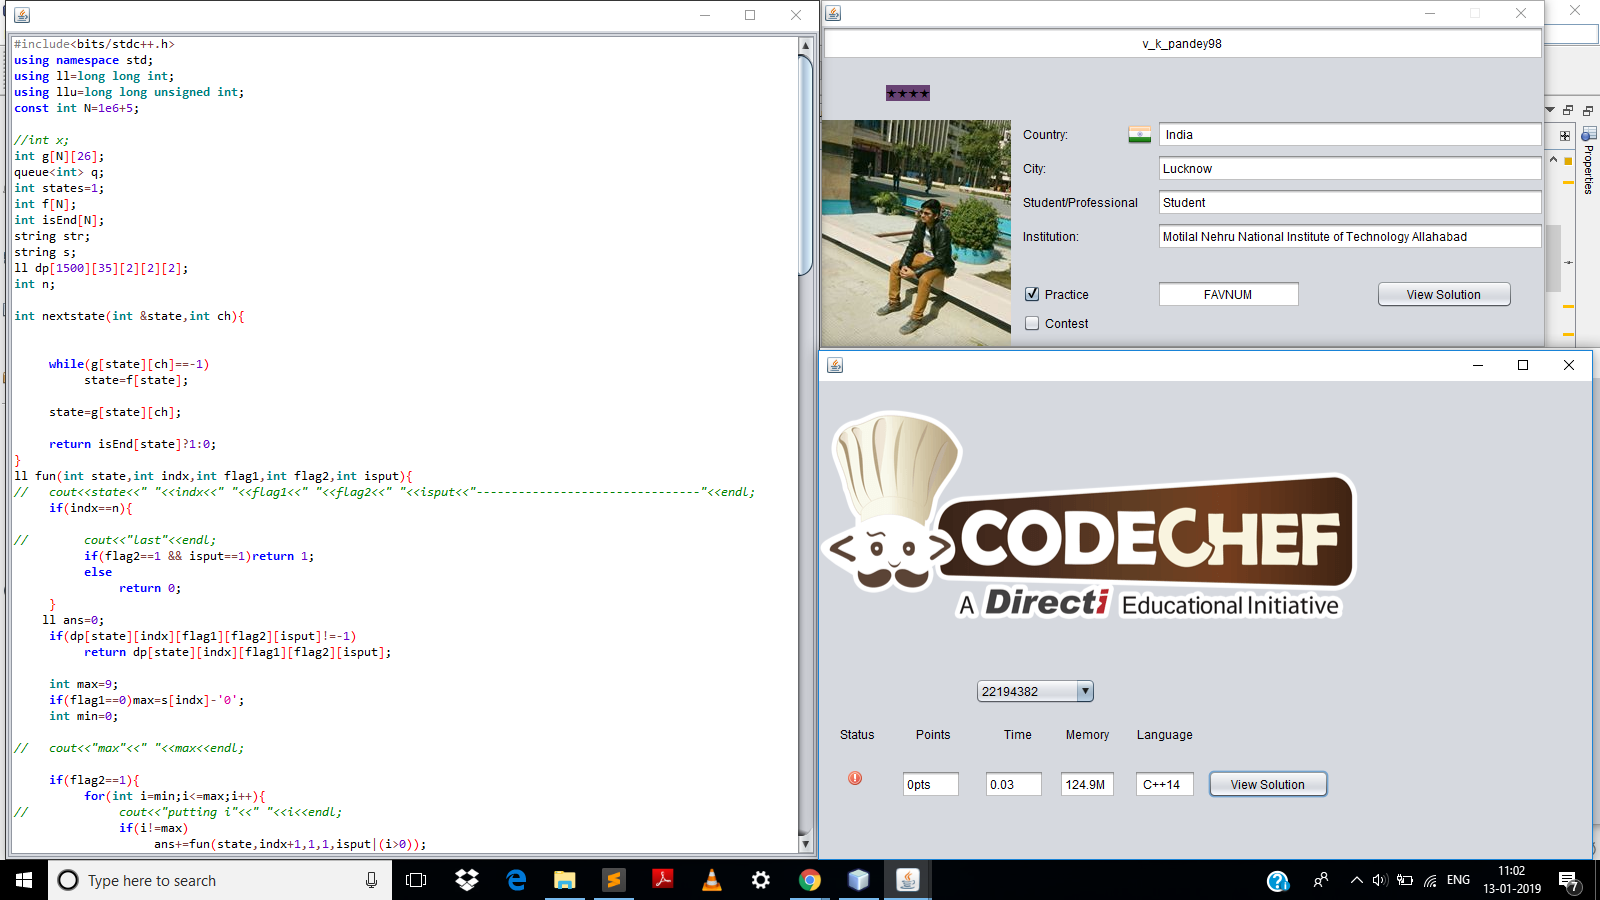 #include<bits/stdc++.h>
using namespace std;
using ll=long long int;
using llu=long long unsigned int;
const int N=1e6+5;
//int x;
int g[N][26];
queue<int> q;
int states=1;
int f[N];
int isEnd[N];
string str;
string s;
ll dp[1500][35][2][2][2];
int n;
int nextstate(int &state,int ch){
while(g[state][ch]==-1)
state=f[state];
state=g[state][ch];
return isEnd[state]?1:0;
}
ll fun(int state,int indx,int flag1,int flag2,int isput){
// cout<<state<<" "<<indx<<" "<<flag1<<" "<<flag2<<" "<<isput<<"--------------------------------"<<endl;
if(indx==n){
// cout<<"last"<<endl;
if(flag2==1 && isput==1)return 1;
else
return 0;
}
ll ans=0;
if(dp[state][indx][flag1][flag2][isput]!=-1)
return dp[state][indx][flag1][flag2][isput];
int max=9;
if(flag1==0)max=s[indx]-'0';
int min=0;
// cout<<"max"<<" "<<max<<endl;
if(flag2==1){
for(int i=min;i<=max;i++){
// cout<<"putting i"<<" "<<i<<endl;
if(i!=max)
ans+=fun(state,indx+1,1,1,isput|(i>0));
v_k_pandey98
★★★★
Country: India
City: Lucknow
Student/Professional Student
Institution: Motilal Nehru National Institute of Technology Allahabad
Practice FAVNUM View Solution
Contest
Properties
CODECHEF
A Directi Educational Initiative
22194382
Status Points Time Memory Language
0pts 0.03 124.9M C++14 View Solution
Type here to search
ENG
11:02
13-01-2019
7